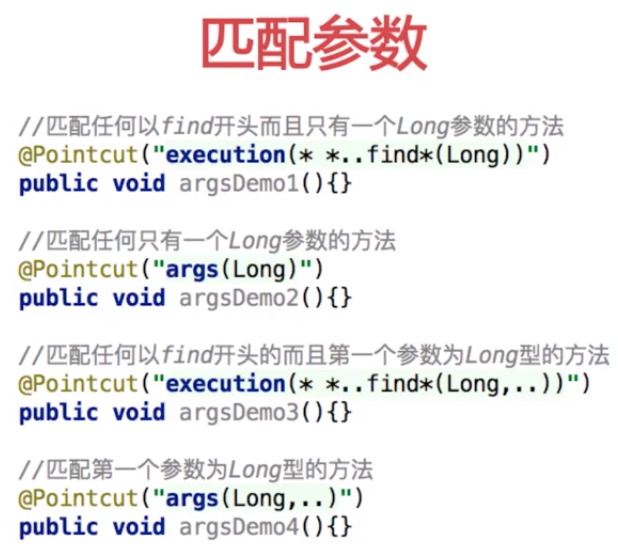 匹配参数
//匹配任何以find开头而且只有一个Long参数的方法
@Pointcut("execution(* *..find*(Long))")
public void argsDemo1(){}
//匹配任何只有一个Long参数的方法
@Pointcut("args(Long)")
public void argsDemo2(){}
//匹配任何以find开头的而且第一个参数为Long型的方法
@Pointcut("execution(* *..find*(Long,..))")
public void argsDemo3(){}
//匹配第一个参数为Long型的方法
@Pointcut("args(Long,..)")
public void argsDemo4(){}